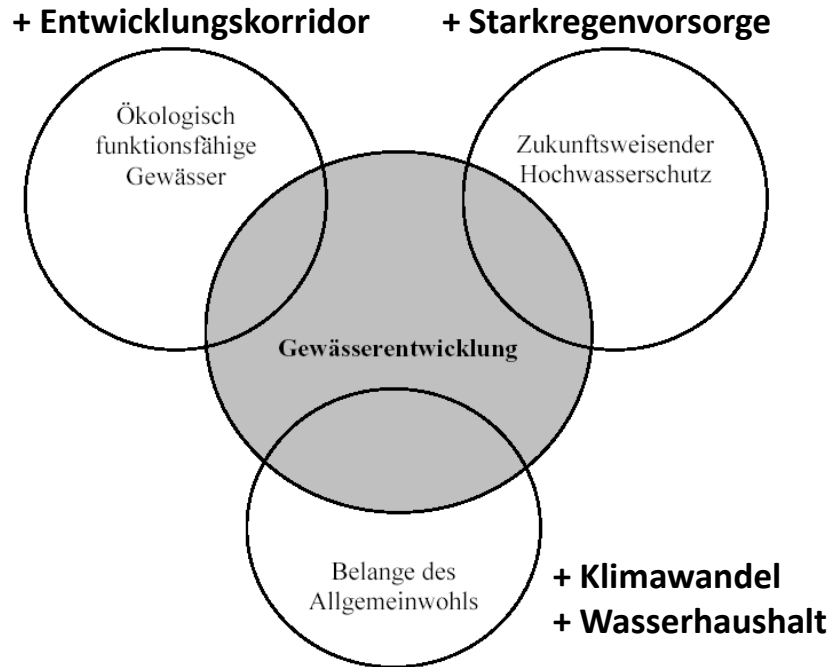 + Entwicklungskorridor
+ Starkregenvorsorge
Ökologisch
funktionsfähige
Gewässer
Zukunftsweisender
Hochwasserschutz
Gewässerentwicklung
Belange des
Allgemeinwohls
+ Klimawandel
+ Wasserhaushalt